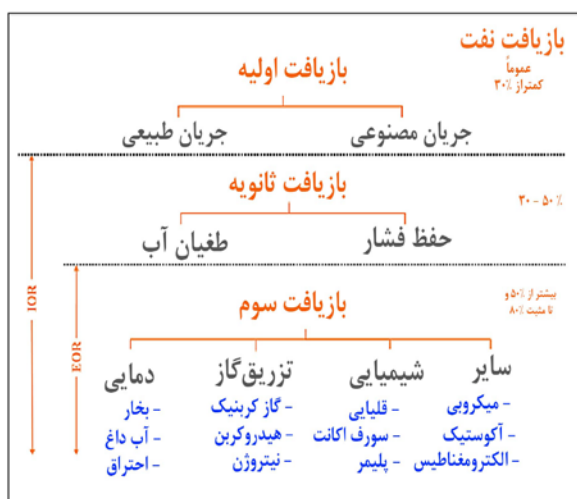 بازیافت نفت
عموماً
کمتراز ۳۰٪
بازیافت اولیه
جریان مصنوعی
جریان طبیعی
بازیافت ثانویه
۳۰ - ۵۰ ٪
حفظ فشار
طغیان آب
بازیافت سوم
بیشتر از ۵۰٪ و
تا مثبت ۸۰٪
سایر
- میکروبی
- آکوستیک
- الکترومغناطیس
شیمیایی
- قلیایی
- سورف اکانت
- پلیمر
تزریق گاز
- گاز کربنیک
- هیدروکربن
- نیتروژن
دمایی
- بخار
- آب داغ
- احتراق
EOR
IOR